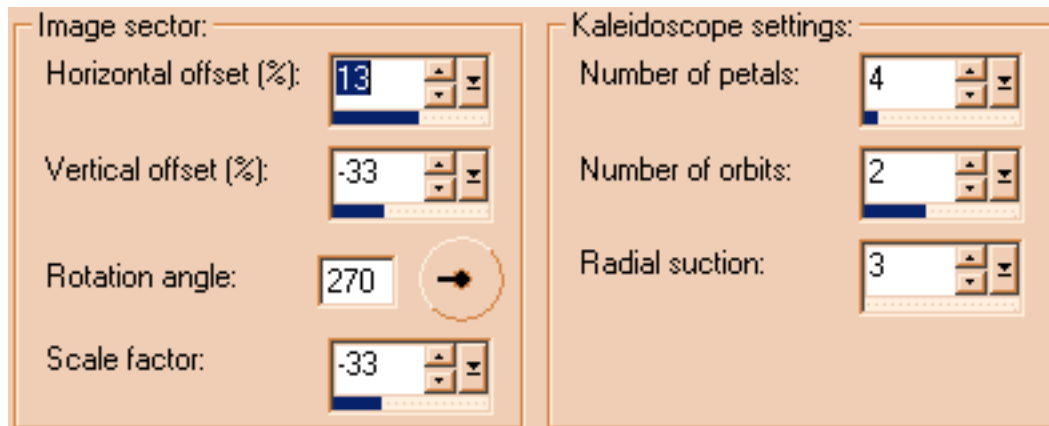 Image sector:
Horizontal offset (%): 13
Vertical offset (%): -33
Rotation angle: 270
Scale factor: -33
Kaleidoscope settings:
Number of petals: 4
Number of orbits: 2
Radial suction: 3